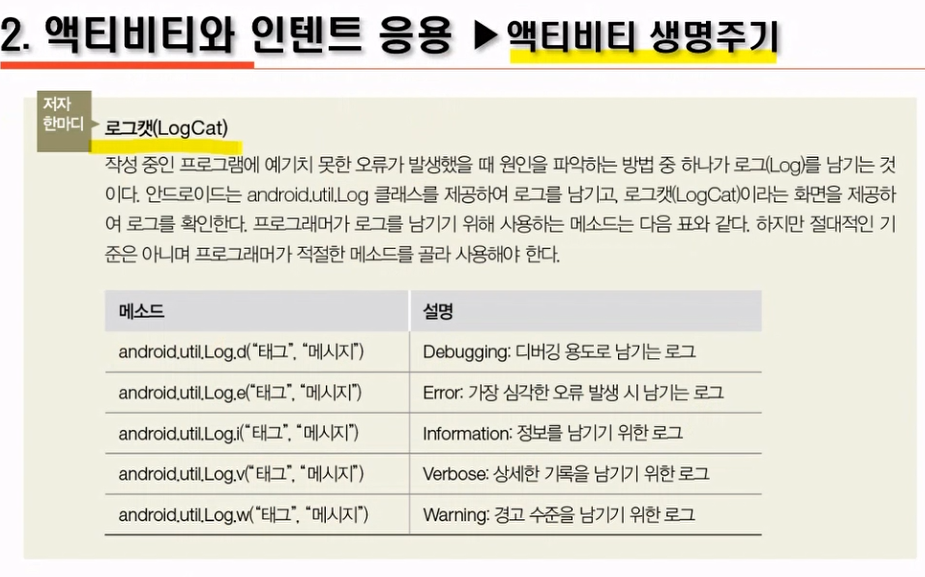 2. 액티비티와 인텐트 응용 ▶액티비티 생명주기
저자
한마디
로그캣(LogCat)
작성 중인 프로그램에 예기치 못한 오류가 발생했을 때 원인을 파악하는 방법 중 하나가 로그(Log)를 남기는 것
이다. 안드로이드는 android.util.Log 클래스를 제공하여 로그를 남기고, 로그캣(LogCat)이라는 화면을 제공하
여 로그를 확인한다. 프로그래머가 로그를 남기기 위해 사용하는 메소드는 다음 표와 같다. 하지만 절대적인 기
준은 아니며 프로그래머가 적절한 메소드를 골라 사용해야 한다.
메소드 설명
android.util.Log.d(“태그”, “메시지”) Debugging: 디버깅 용도로 남기는 로그
android.util.Log.e(“태그”, “메시지”) Error: 가장 심각한 오류 발생 시 남기는 로그
android.util.Log.i(“태그”, “메시지”) Information: 정보를 남기기 위한 로그
android.util.Log.v(“태그”, “메시지”) Verbose: 상세한 기록을 남기기 위한 로그
android.util.Log.w(“태그”, “메시지”) Warning: 경고 수준을 남기기 위한 로그